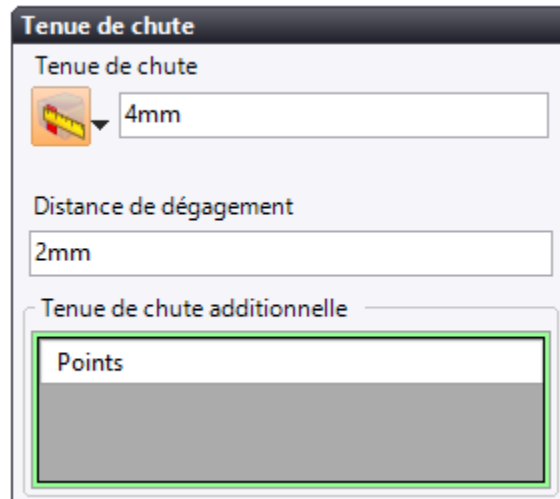 Tenue de chute
Tenue de chute
4mm
Distance de dégagement
2mm
Tenue de chute additionnelle
Points